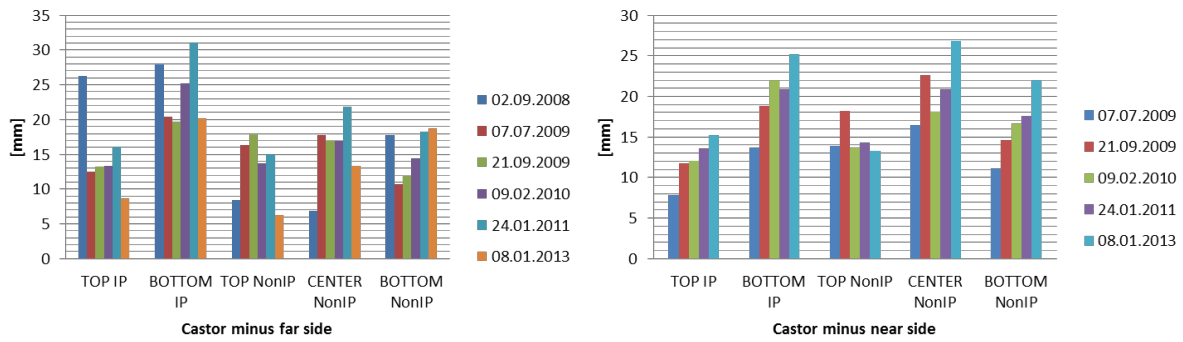 35
30
25
20
15
10
5
0
[mm]
TOP IP
BOTTOM
IP
TOP NonIP
CENTER
NonIP
BOTTOM
NonIP
Castor minus far side
02.09.2008
07.07.2009
21.09.2009
09.02.2010
24.01.2011
08.01.2013
30
25
20
15
10
5
0
[mm]
TOP IP
BOTTOM
IP
TOP NonIP
CENTER
NonIP
BOTTOM
NonIP
Castor minus near side
07.07.2009
21.09.2009
09.02.2010
24.01.2011
08.01.2013